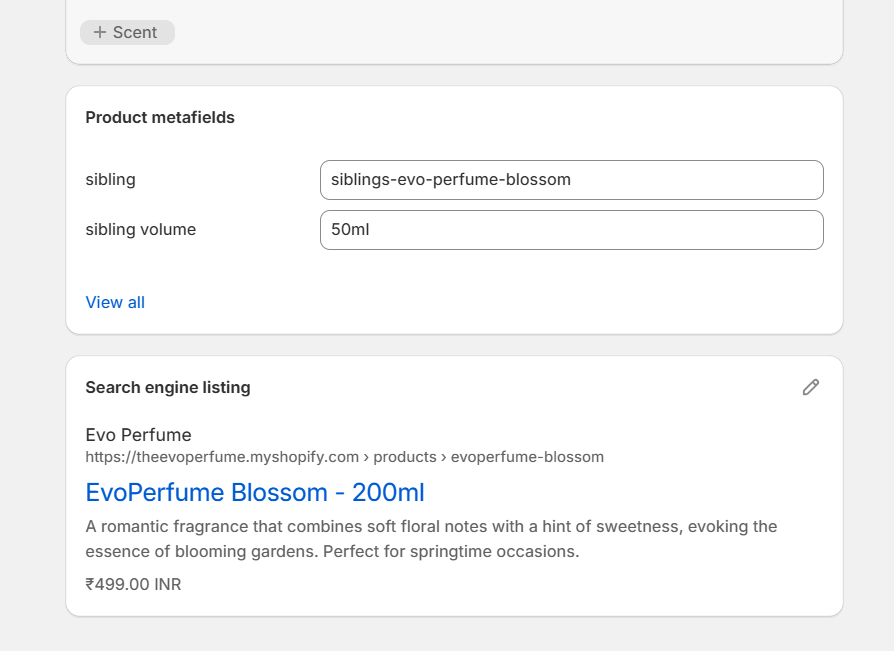 + Scent
Product metafields
sibling
siblings-evo-perfume-blossom
sibling volume
50ml
View all
Search engine listing
Evo Perfume
https://theevoperfume.myshopify.com › products › evoperfume-blossom
EvoPerfume Blossom - 200ml
A romantic fragrance that combines soft floral notes with a hint of sweetness, evoking the
essence of blooming gardens. Perfect for springtime occasions.
₹499.00 INR